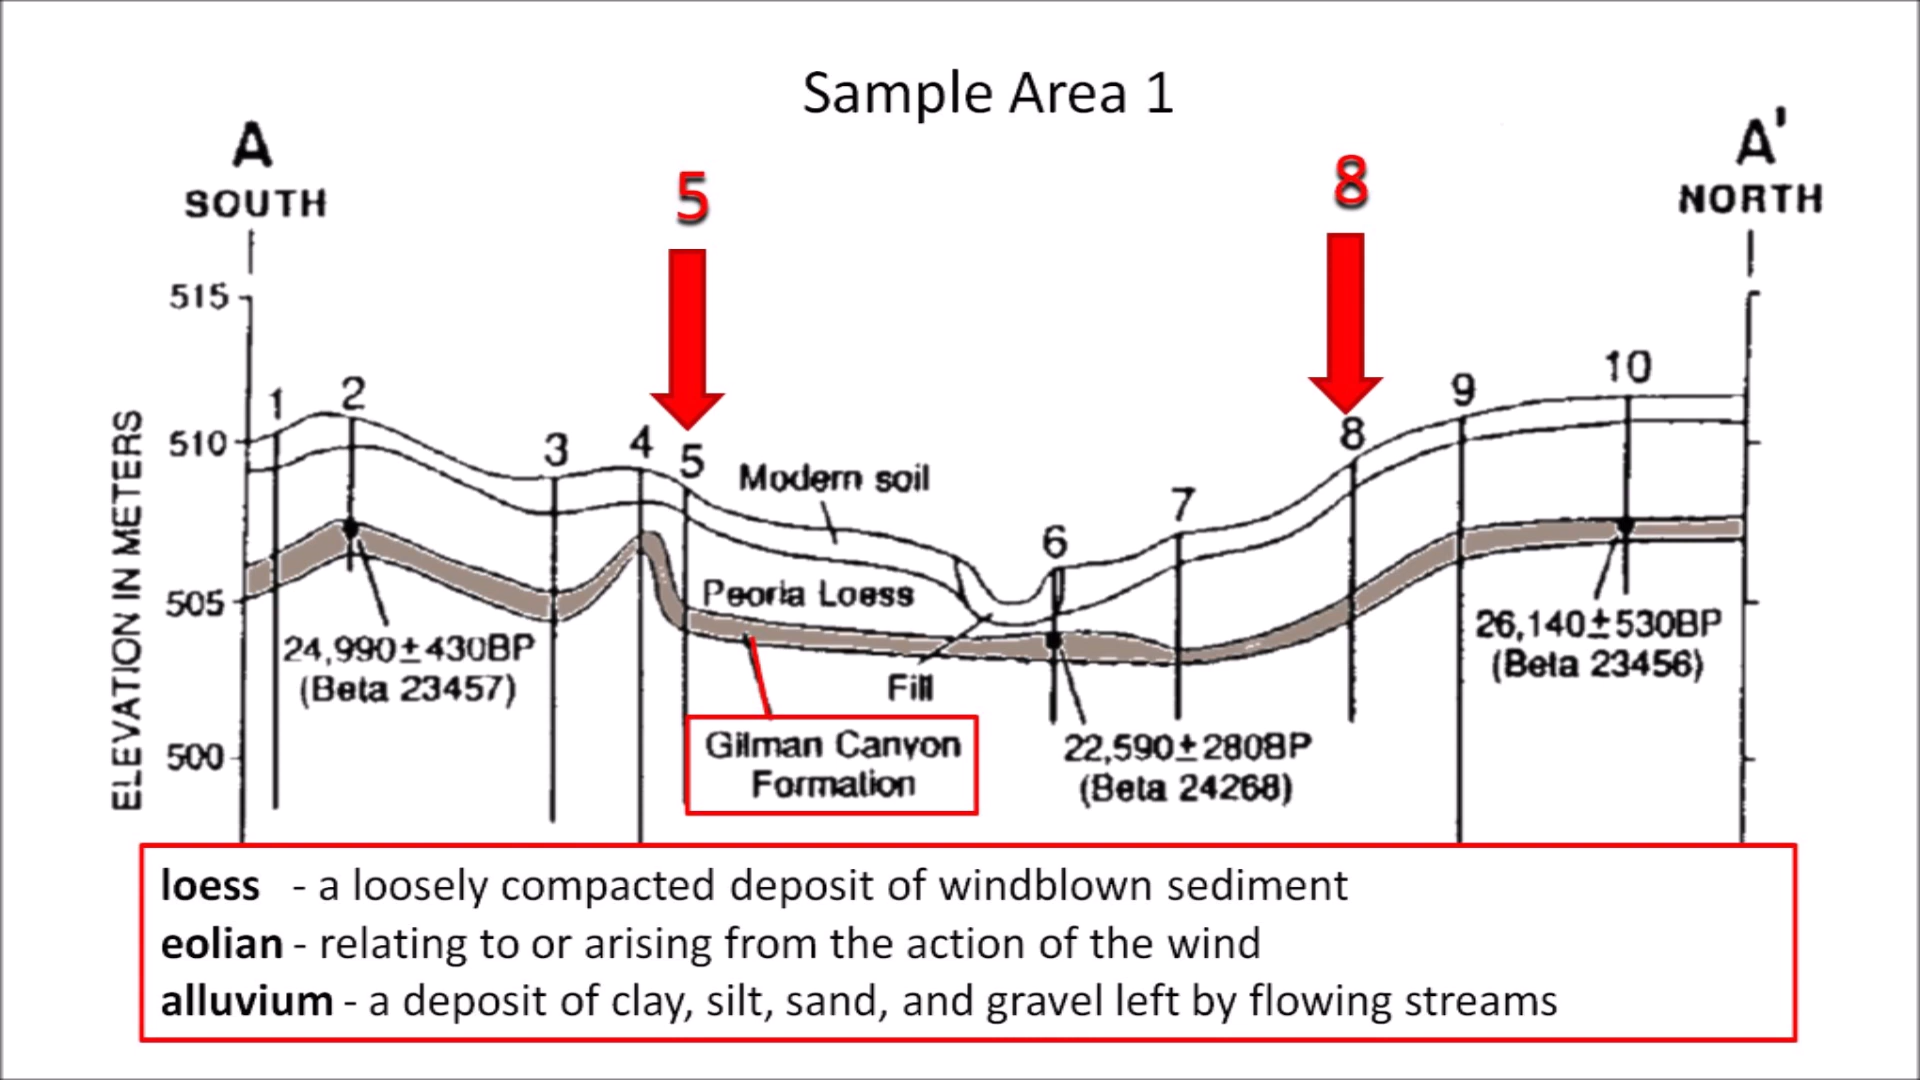 Sample Area 1
A
SOUTH
A'
NORTH
5
8
515
510
505
500
ELEVATION IN METERS
1
2
3
4
5
6
7
8
9
10
Modern soil
Peoria Loess
Fill
24,990±430BP
(Beta 23457)
Gilman Canyon
Formation
22,590±280BP
(Beta 24268)
26,140±530BP
(Beta 23456)
loess - a loosely compacted deposit of windblown sediment
eolian - relating to or arising from the action of the wind
alluvium - a deposit of clay, silt, sand, and gravel left by flowing streams